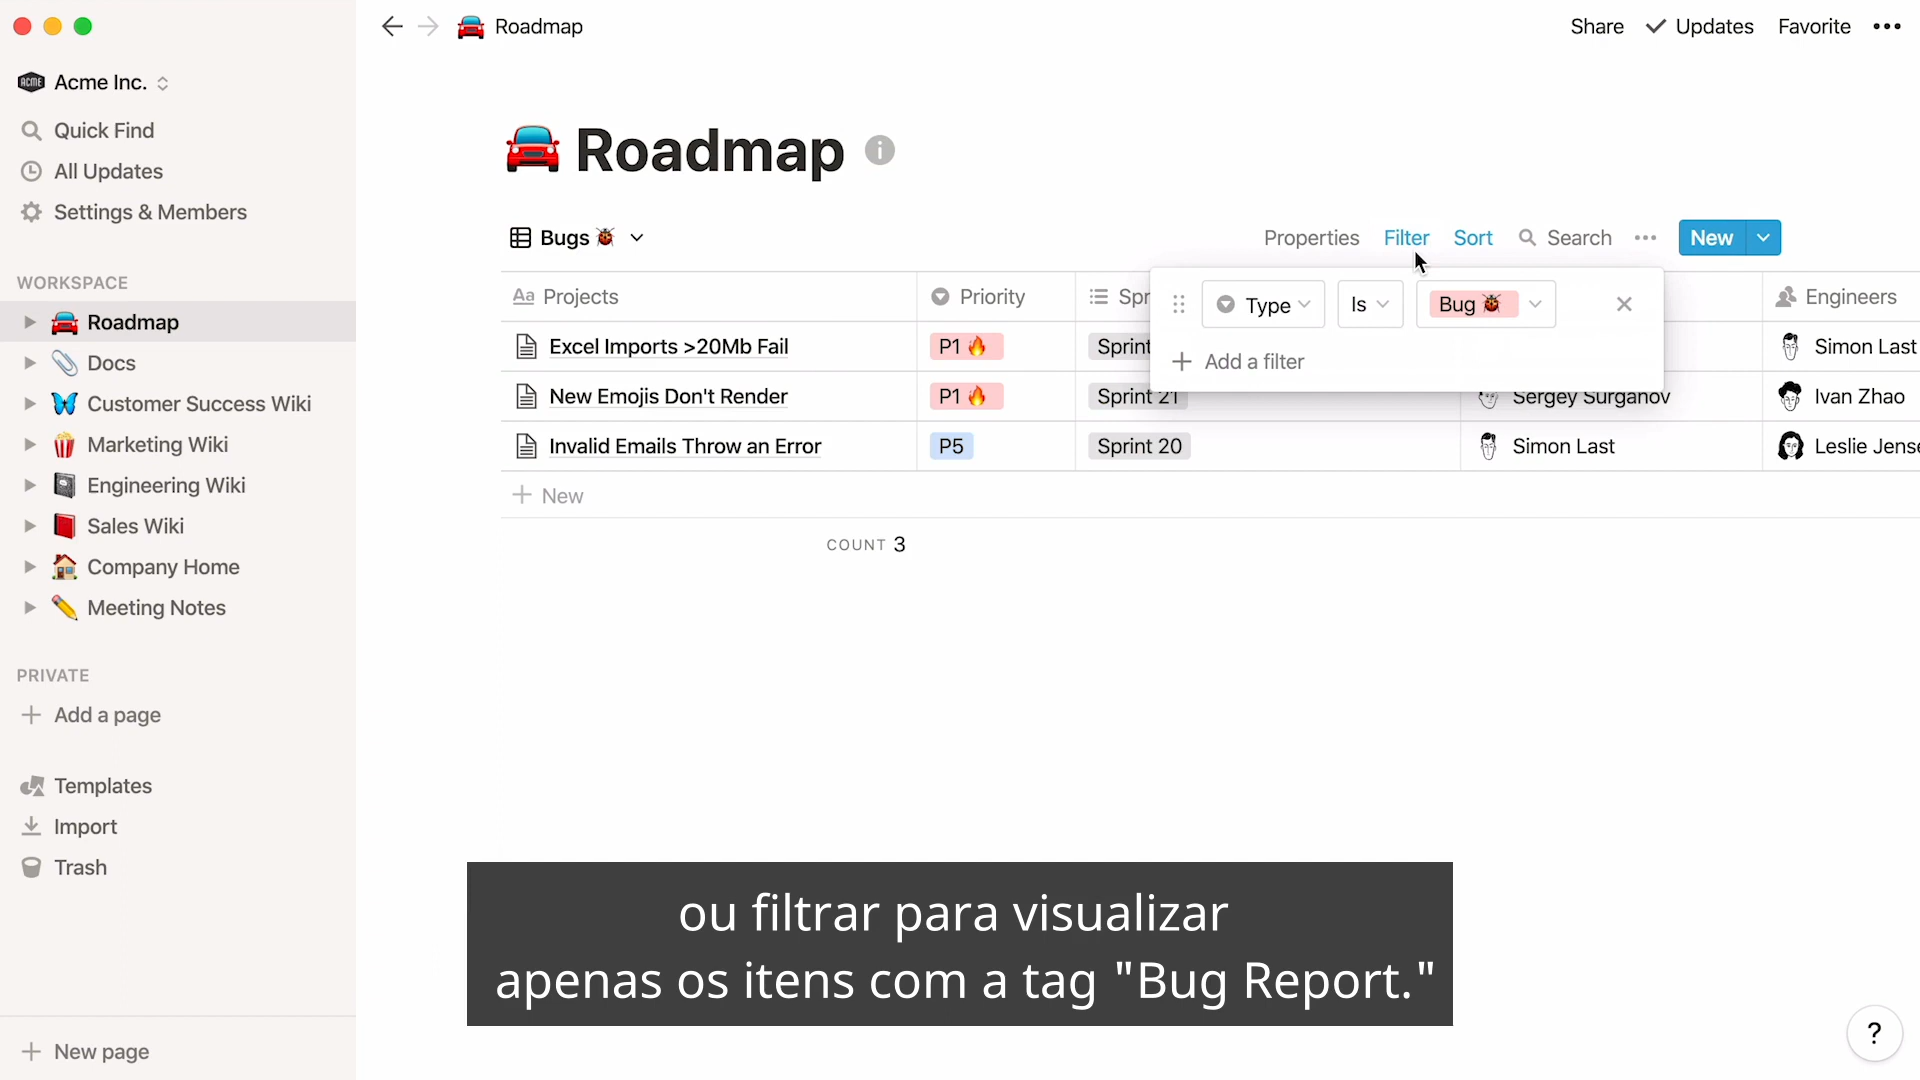 Roadmap
Share
Updates
Favorite
ACME
Acme Inc.
Quick Find
All Updates
Settings & Members
WORKSPACE
Roadmap
Docs
Customer Success Wiki
Marketing Wiki
Engineering Wiki
Sales Wiki
Company Home
Meeting Notes
PRIVATE
Add a page
Templates
Import
Trash
New page
Roadmap
Bugs
Properties
Filter
Sort
Search
New
Aa Projects
Priority
Spr
Engineers
Type
Is
Bug
Add a filter
Excel Imports >20Mb Fail
P1
Sprint
Simon Last
New Emojis Don't Render
P1
Sprint 21
Sergey Surganov
Ivan Zhao
Invalid Emails Throw an Error
P5
Sprint 20
Simon Last
Leslie Jense
New
COUNT 3
ou filtrar para visualizar
apenas os itens com a tag "Bug Report."
?